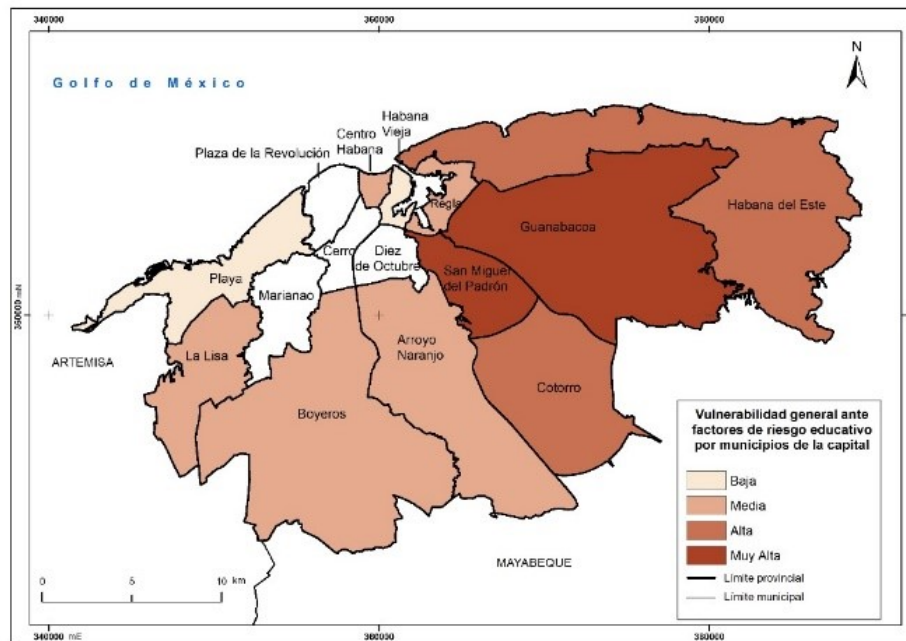 340000
360000
380000
N
Golfo de México
Habana
Vieja
Centro
Habana
Plaza de la Revolución
Regla
Habana del Este
Guanabacoa
Cerro
Diez
de Octubre
San Miguel
del Padrón
Playa
Marianao
360000 mN
ARTEMISA
La Lisa
Arroyo
Naranjo
Cotorro
Boyeros
Vulnerabilidad general ante
factores de riesgo educativo
por municipios de la capital
Baja
Media
Alta
Muy Alta
Límite provincial
Límite municipal
MAYABEQUE
0 5 10 km
340000 mE
360000
380000